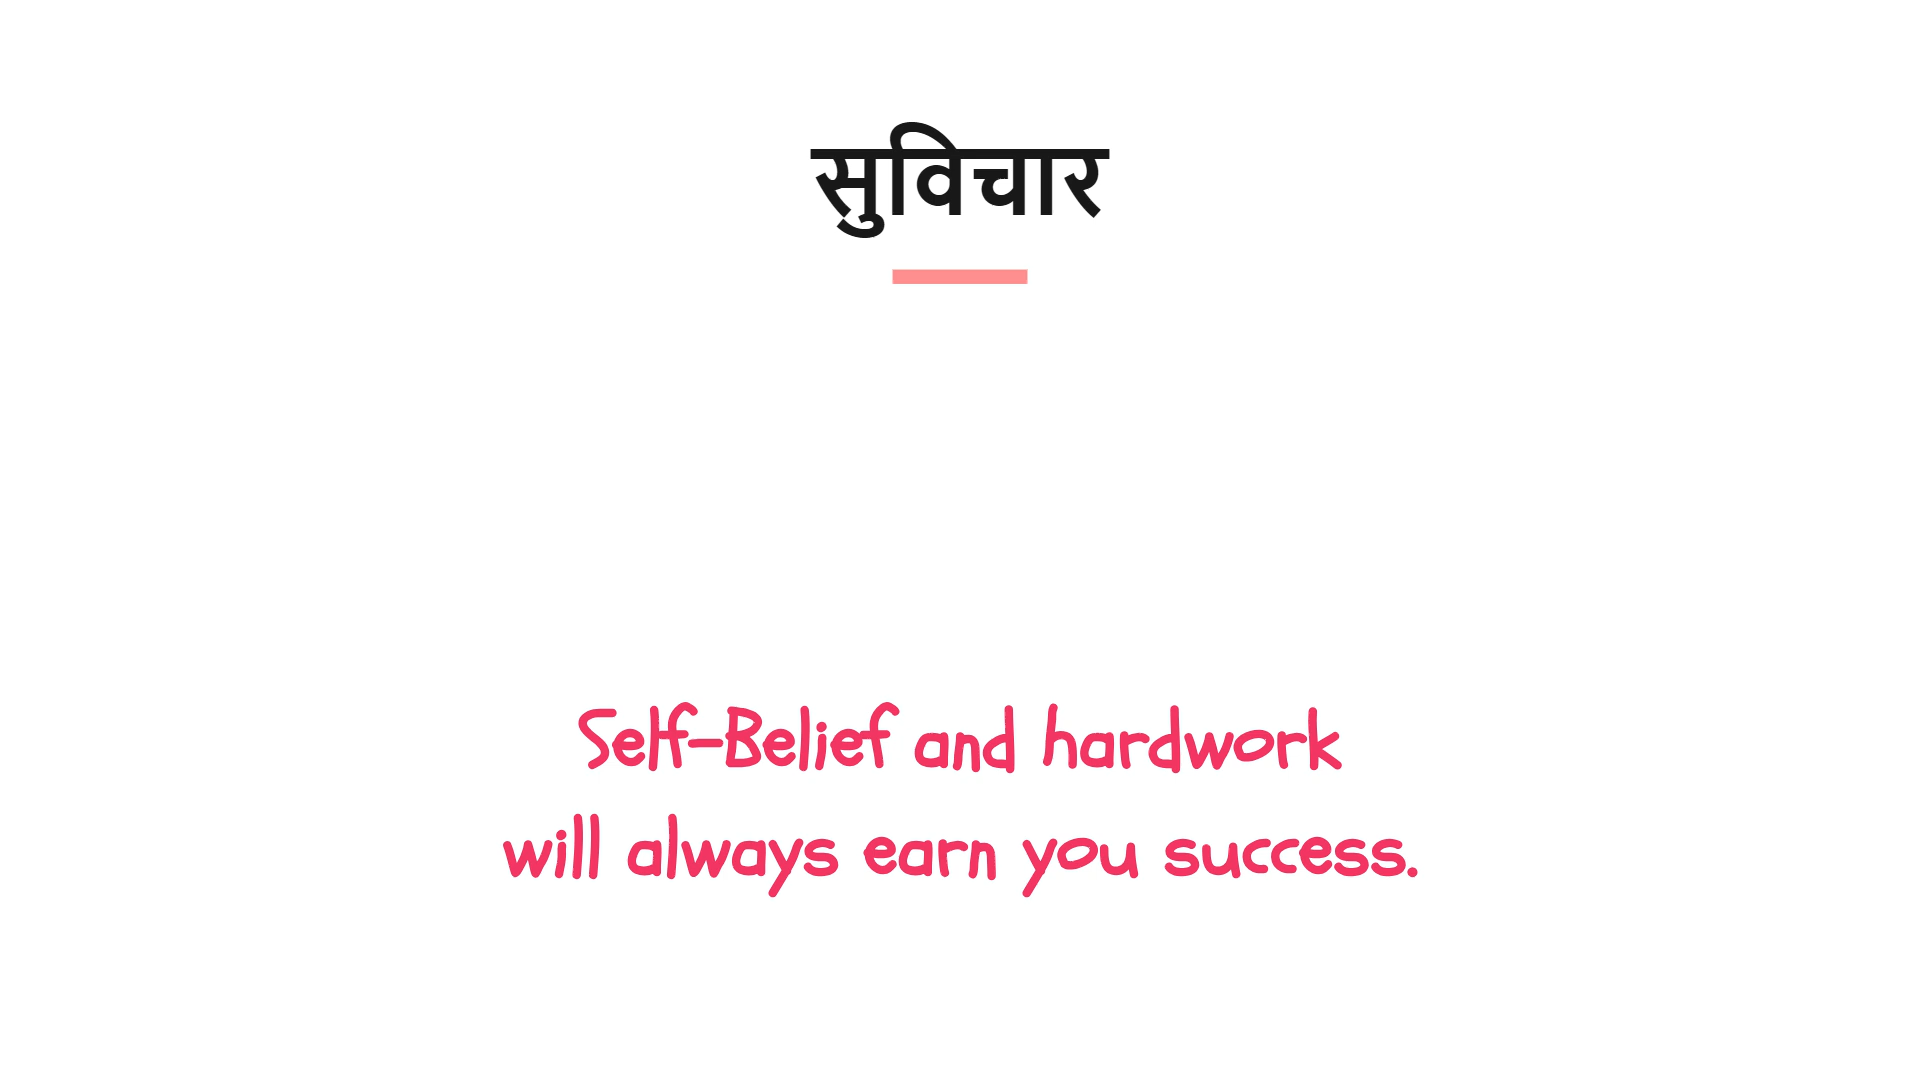 सुविचार
Self-Belief and hardwork
will always earn you success.